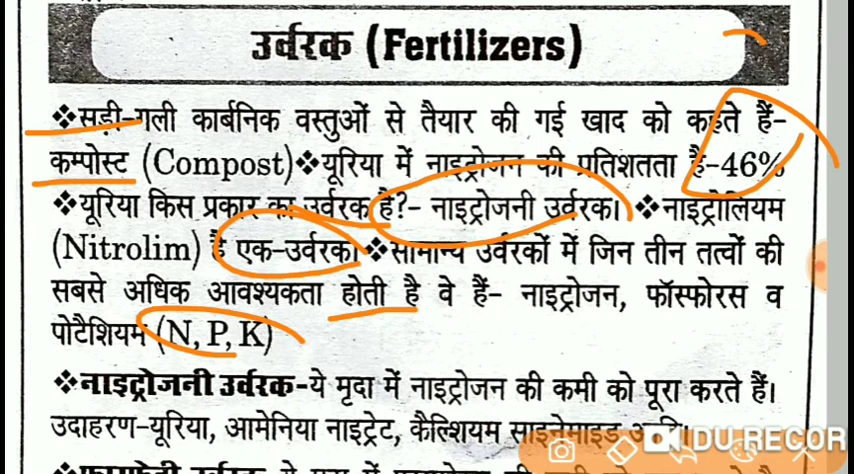 उर्वरक (Fertilizers)
❖सड़ी-गली कार्बनिक वस्तुओं से तैयार की गई खाद को कहते हैं-
कम्पोस्ट (Compost)❖यूरिया में नाइट्रोजन की प्रतिशतता है-46%
❖यूरिया किस प्रकार का उर्वरक है?- नाइट्रोजनी उर्वरक। ❖नाइट्रोलियम
(Nitrolim) है एक-उर्वरक। ❖सामान्य उर्वरकों में जिन तीन तत्वों की
सबसे अधिक आवश्यकता होती है वे हैं- नाइट्रोजन, फॉस्फोरस व
पोटैशियम (N, P, K)
❖नाइट्रोजनी उर्वरक-ये मृदा में नाइट्रोजन की कमी को पूरा करते हैं।
उदाहरण-यूरिया, आमेनिया नाइट्रेट, कैल्शियम साइनेमाइड
DU RECOR